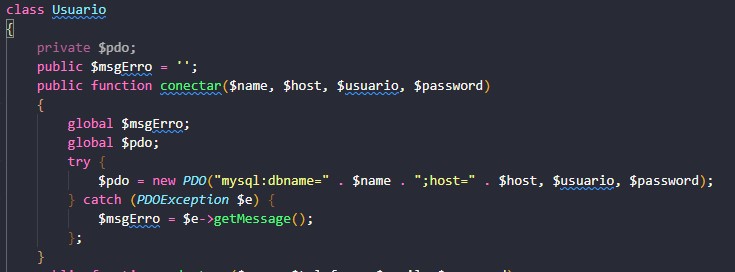 class Usuario
{
private $pdo;
public $msgErro = '';
public function conectar($name, $host, $usuario, $password)
{
global $msgErro;
global $pdo;
try {
$pdo = new PDO("mysql:dbname=" . $name . ";host=" . $host, $usuario, $password);
} catch (PDOException $e) {
$msgErro = $e->getMessage();
};
}